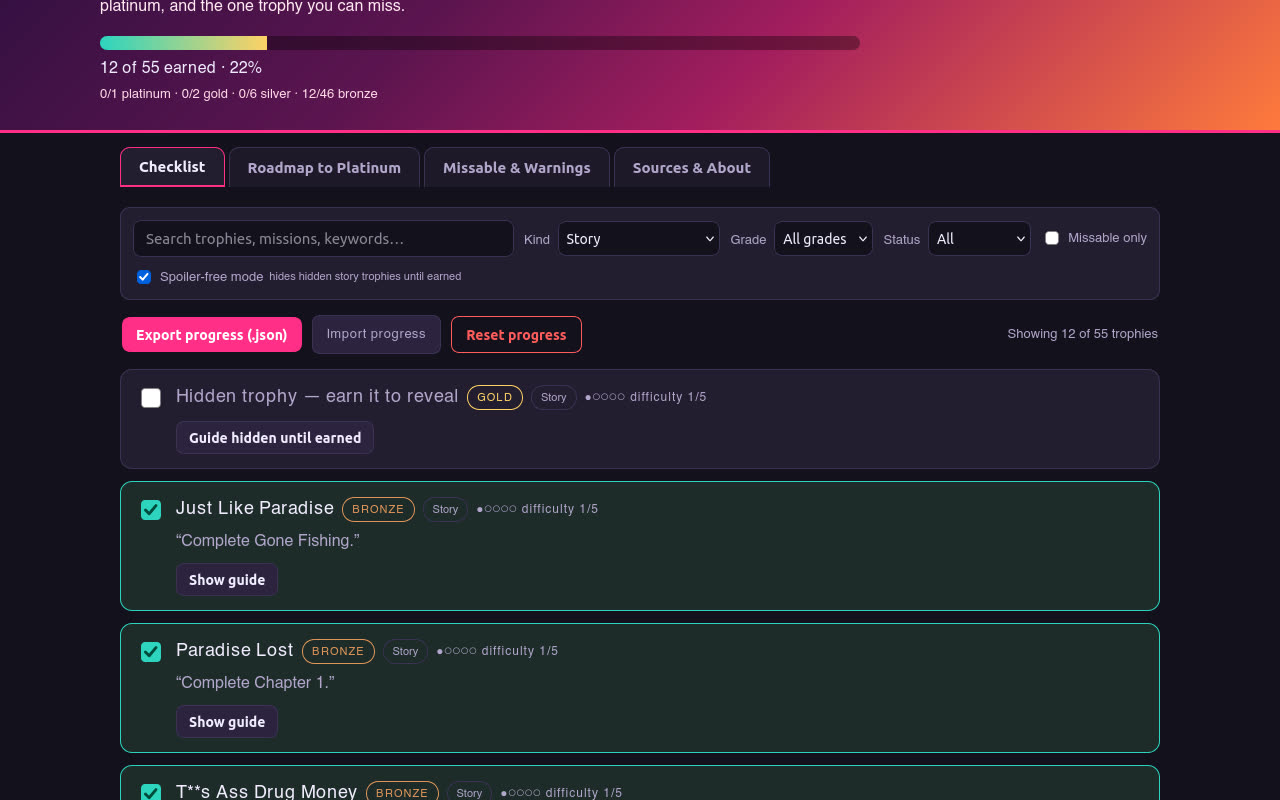 platinum, and the one trophy you can miss.
12 of 55 earned · 22%
0/1 platinum · 0/2 gold · 0/6 silver · 12/46 bronze
Checklist Roadmap to Platinum Missable & Warnings Sources & About
Search trophies, missions, keywords… Kind Story Grade All grades Status All Missable only
Spoiler-free mode hides hidden story trophies until earned
Export progress (.json) Import progress Reset progress Showing 12 of 55 trophies
Hidden trophy — earn it to reveal GOLD Story ●○○○○ difficulty 1/5
Guide hidden until earned
Just Like Paradise BRONZE Story ●○○○○ difficulty 1/5
“Complete Gone Fishing.”
Show guide
Paradise Lost BRONZE Story ●○○○○ difficulty 1/5
“Complete Chapter 1.”
Show guide
T**s Ass Drug Money BRONZE Story ●○○○○ difficulty 1/5